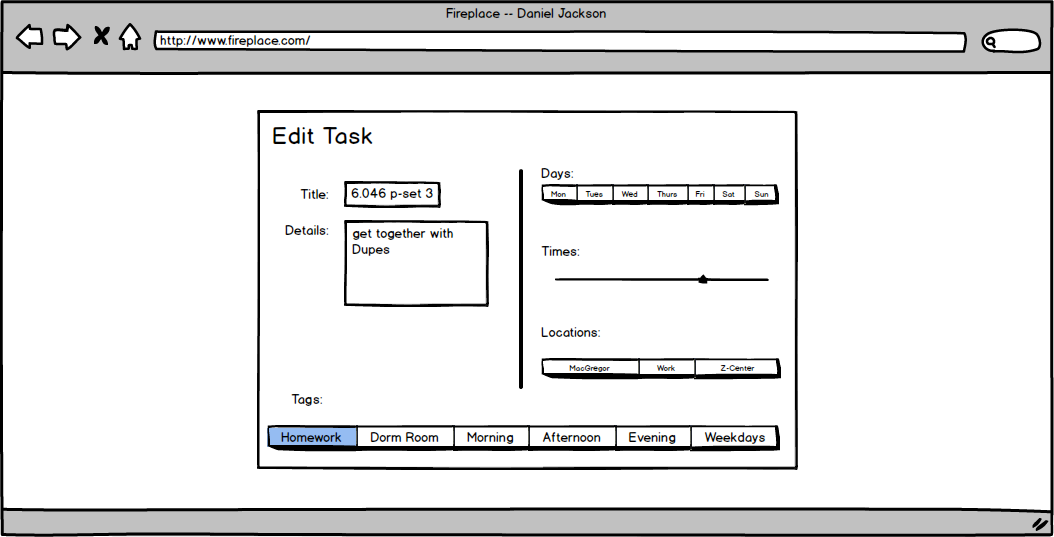 Fireplace -- Daniel Jackson
http://www.fireplace.com/
Edit Task
Title: 6.046 p-set 3
Details: get together with
Dupes
Days:
Mon Tues Wed Thurs Fri Sat Sun
Times:
Locations:
MacGregor Work Z-Center
Tags:
Homework Dorm Room Morning Afternoon Evening Weekdays